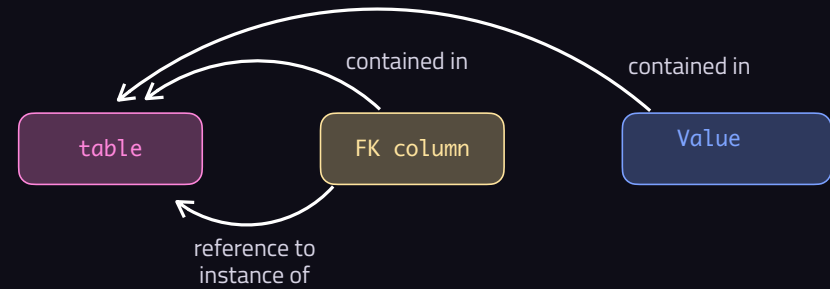 contained in
contained in
table
FK column
Value
reference to
instance of